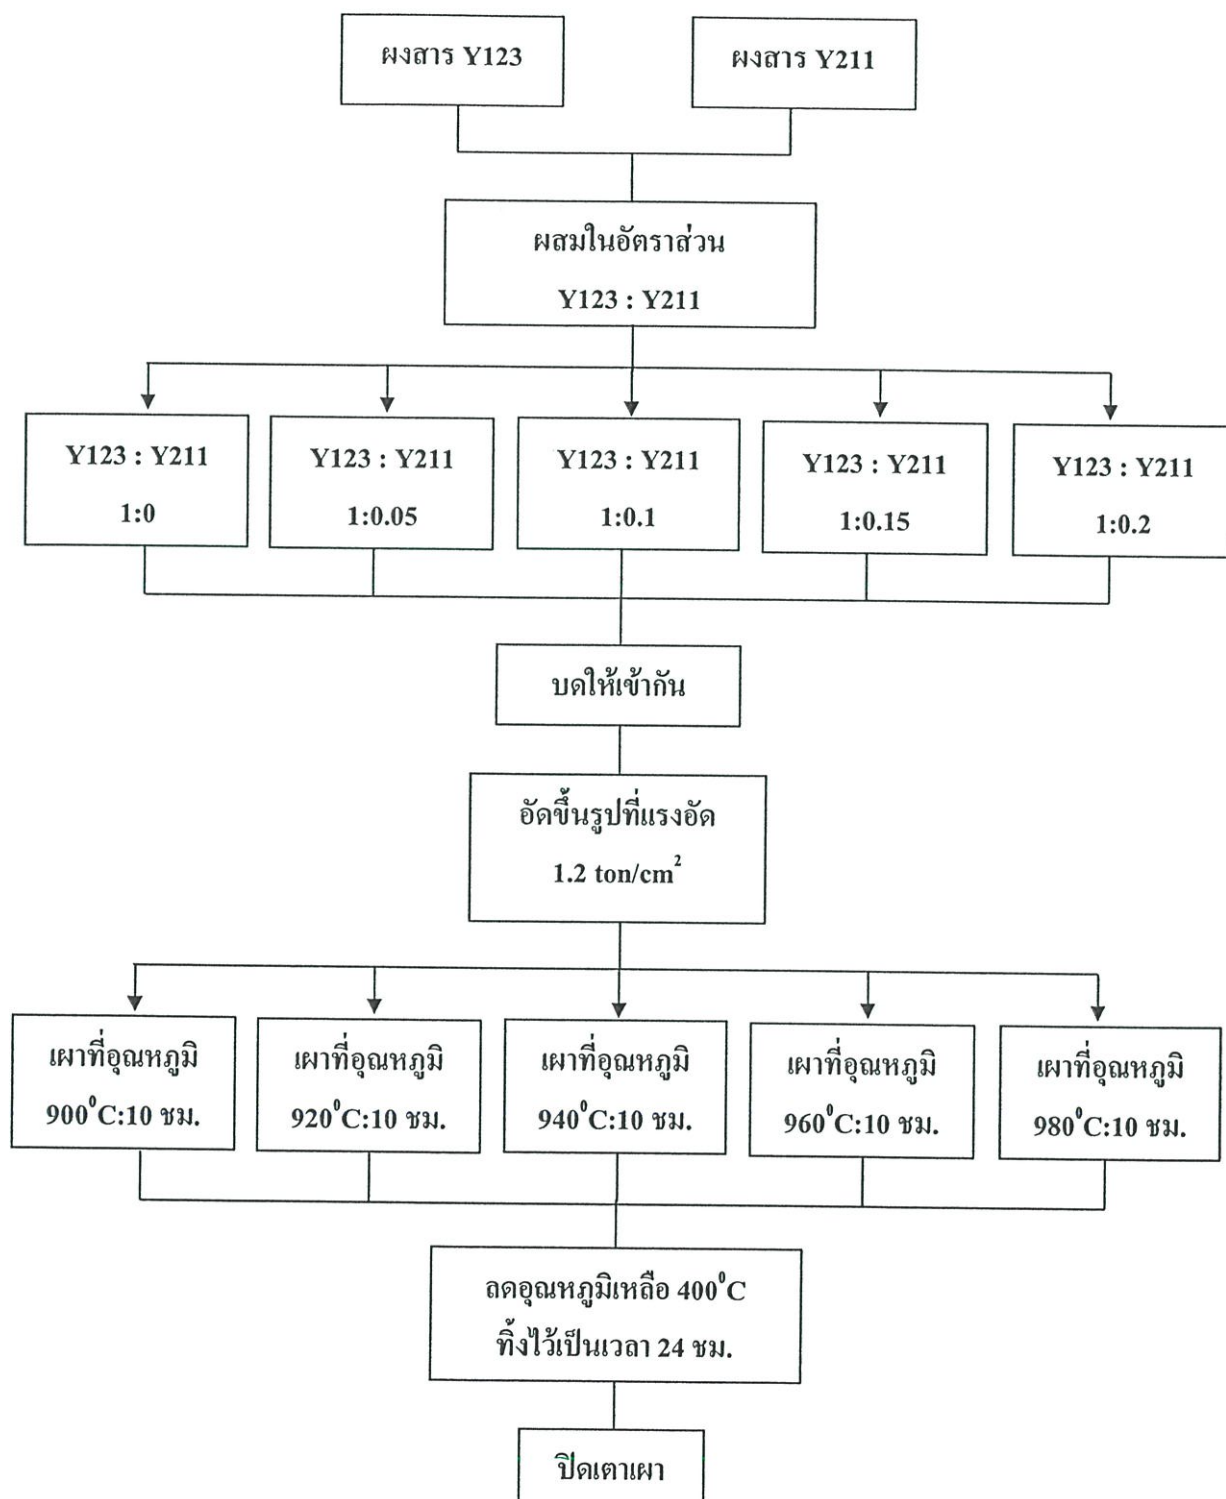 ผงสาร Y123
ผงสาร Y211
ผสมในอัตราส่วน
Y123 : Y211
Y123 : Y211
1:0
Y123 : Y211
1:0.05
Y123 : Y211
1:0.1
Y123 : Y211
1:0.15
Y123 : Y211
1:0.2
บดให้เข้ากัน
อัดขึ้นรูปที่แรงอัด
1.2 ton/cm²
เผาที่อุณหภูมิ
900⁰C:10 ชม.
เผาที่อุณหภูมิ
920⁰C:10 ชม.
เผาที่อุณหภูมิ
940⁰C:10 ชม.
เผาที่อุณหภูมิ
960⁰C:10 ชม.
เผาที่อุณหภูมิ
980⁰C:10 ชม.
ลดอุณหภูมิเหลือ 400⁰C
ทิ้งไว้เป็นเวลา 24 ชม.
ปิดเตาเผา